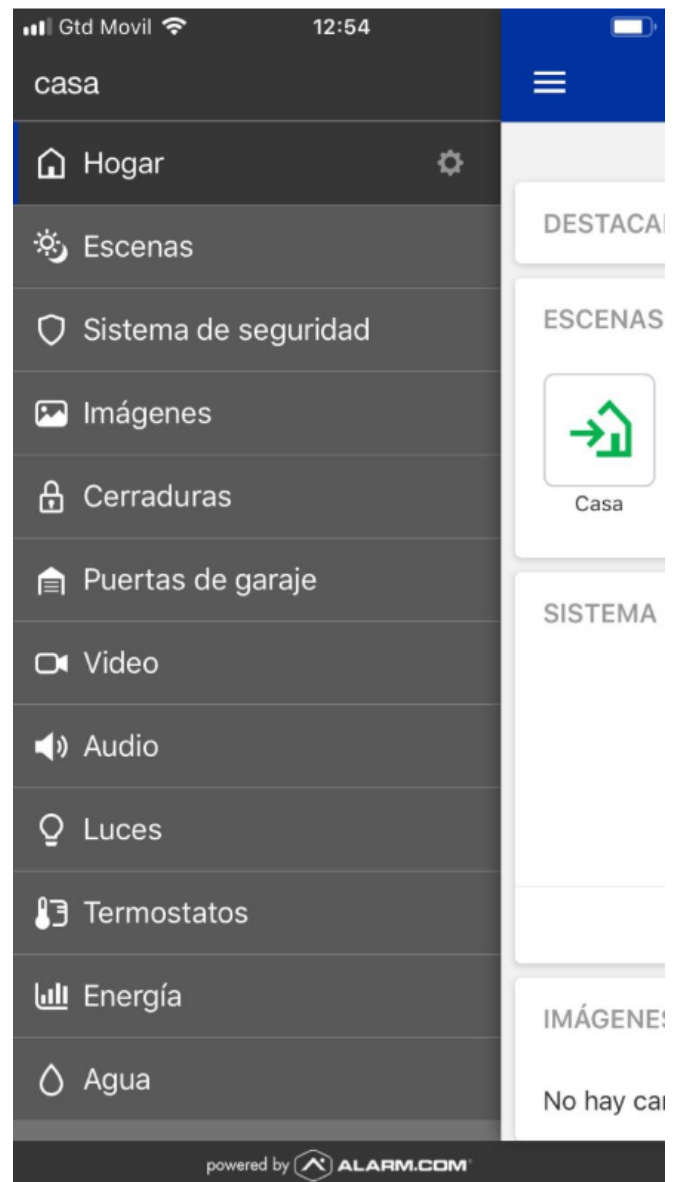 Gtd Movil 12:54
casa
Hogar
Escenas
Sistema de seguridad
Imágenes
Cerraduras
Puertas de garaje
Video
Audio
Luces
Termostatos
Energía
Agua
DESTACA
ESCENAS
Casa
SISTEMA
IMÁGENES
No hay ca
powered by ALARM.COM